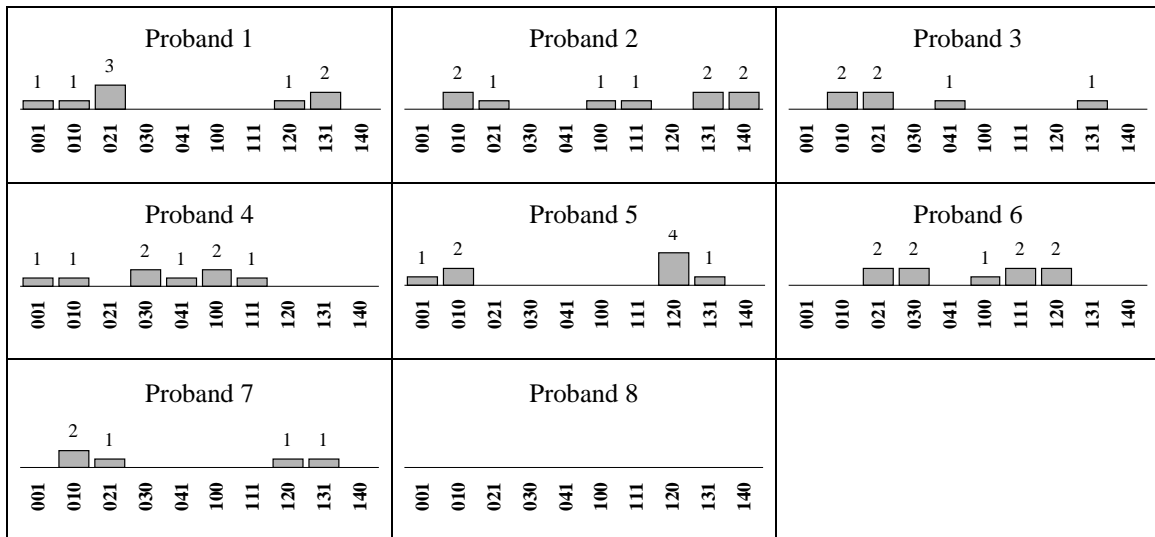 Proband 1
1 1 3 1 2
001 010 021 030 041 100 111 120 131 140
Proband 2
2 1 1 1 2 2
001 010 021 030 041 100 111 120 131 140
Proband 3
2 2 1 1
001 010 021 030 041 100 111 120 131 140
Proband 4
1 1 2 1 2 1
001 010 021 030 041 100 111 120 131 140
Proband 5
1 2 4 1
001 010 021 030 041 100 111 120 131 140
Proband 6
2 2 1 2 2
001 010 021 030 041 100 111 120 131 140
Proband 7
2 1 1 1
001 010 021 030 041 100 111 120 131 140
Proband 8
001 010 021 030 041 100 111 120 131 140